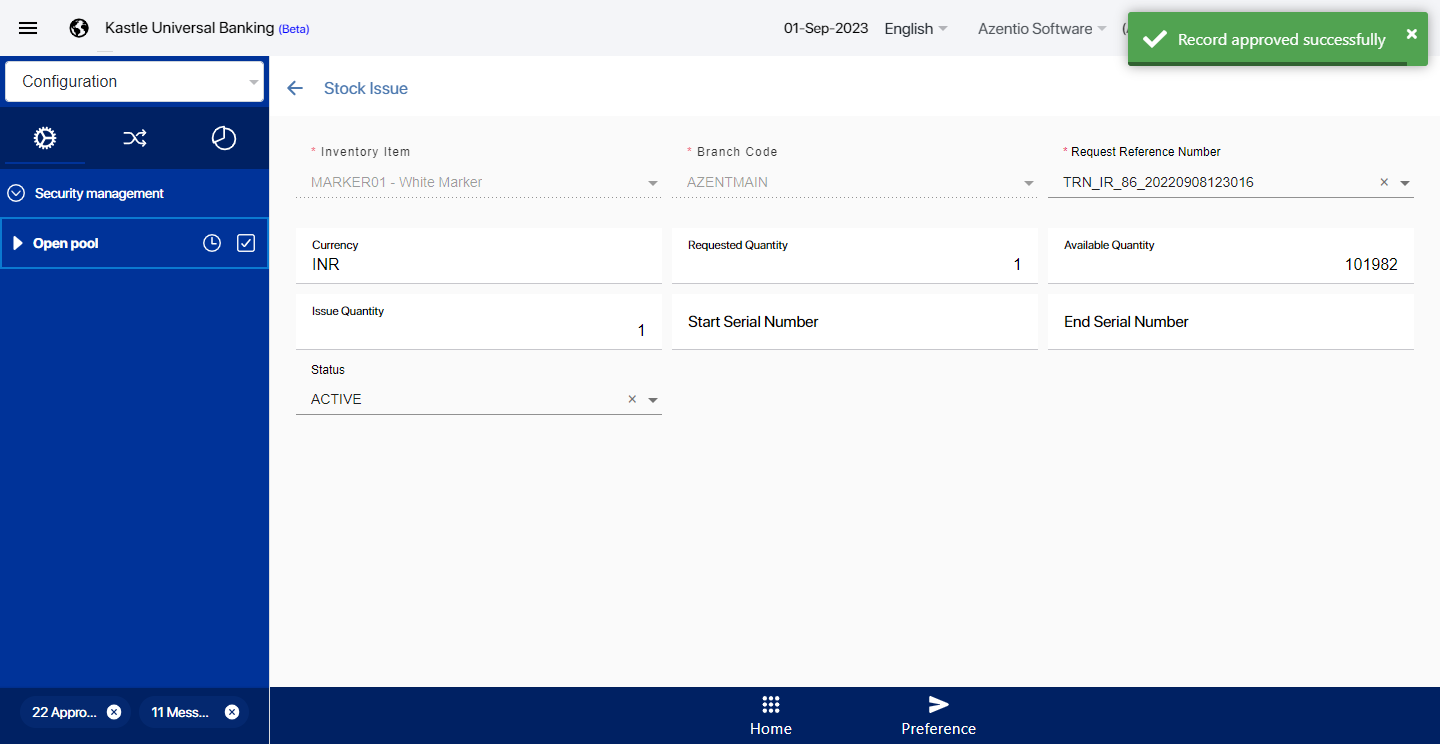 Kastle Universal Banking (Beta)
01-Sep-2023
English
Azentio Software
Record approved successfully
Configuration
Stock Issue
Security management
Open pool
* Inventory Item
MARKER01 - White Marker
* Branch Code
AZENTMAIN
* Request Reference Number
TRN_IR_86_20220908123016
Currency
INR
Requested Quantity
1
Available Quantity
101982
Issue Quantity
1
Start Serial Number
End Serial Number
Status
ACTIVE
22 Appro...
11 Mess...
Home
Preference